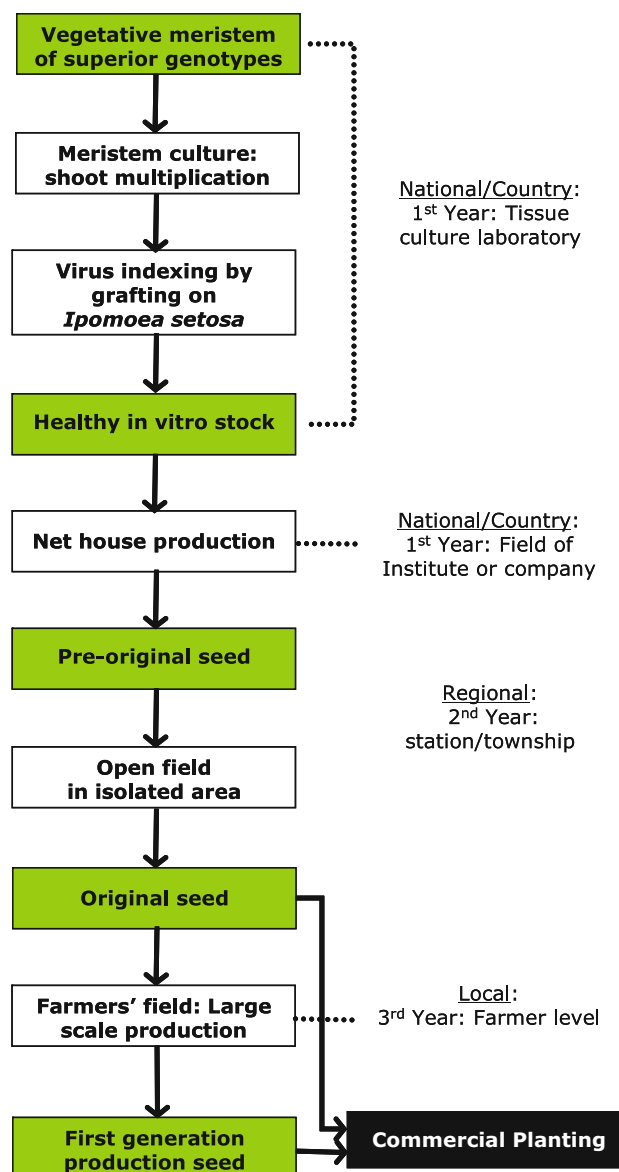 Vegetative meristem
of superior genotypes
Meristem culture:
shoot multiplication
National/Country:
1st Year: Tissue
culture laboratory
Virus indexing by
grafting on
Ipomoea setosa
Healthy in vitro stock
Net house production
National/Country:
1st Year: Field of
Institute or company
Pre-original seed
Regional:
2nd Year:
station/township
Open field
in isolated area
Original seed
Farmers’ field: Large
scale production
Local:
3rd Year: Farmer level
First generation
production seed
Commercial Planting